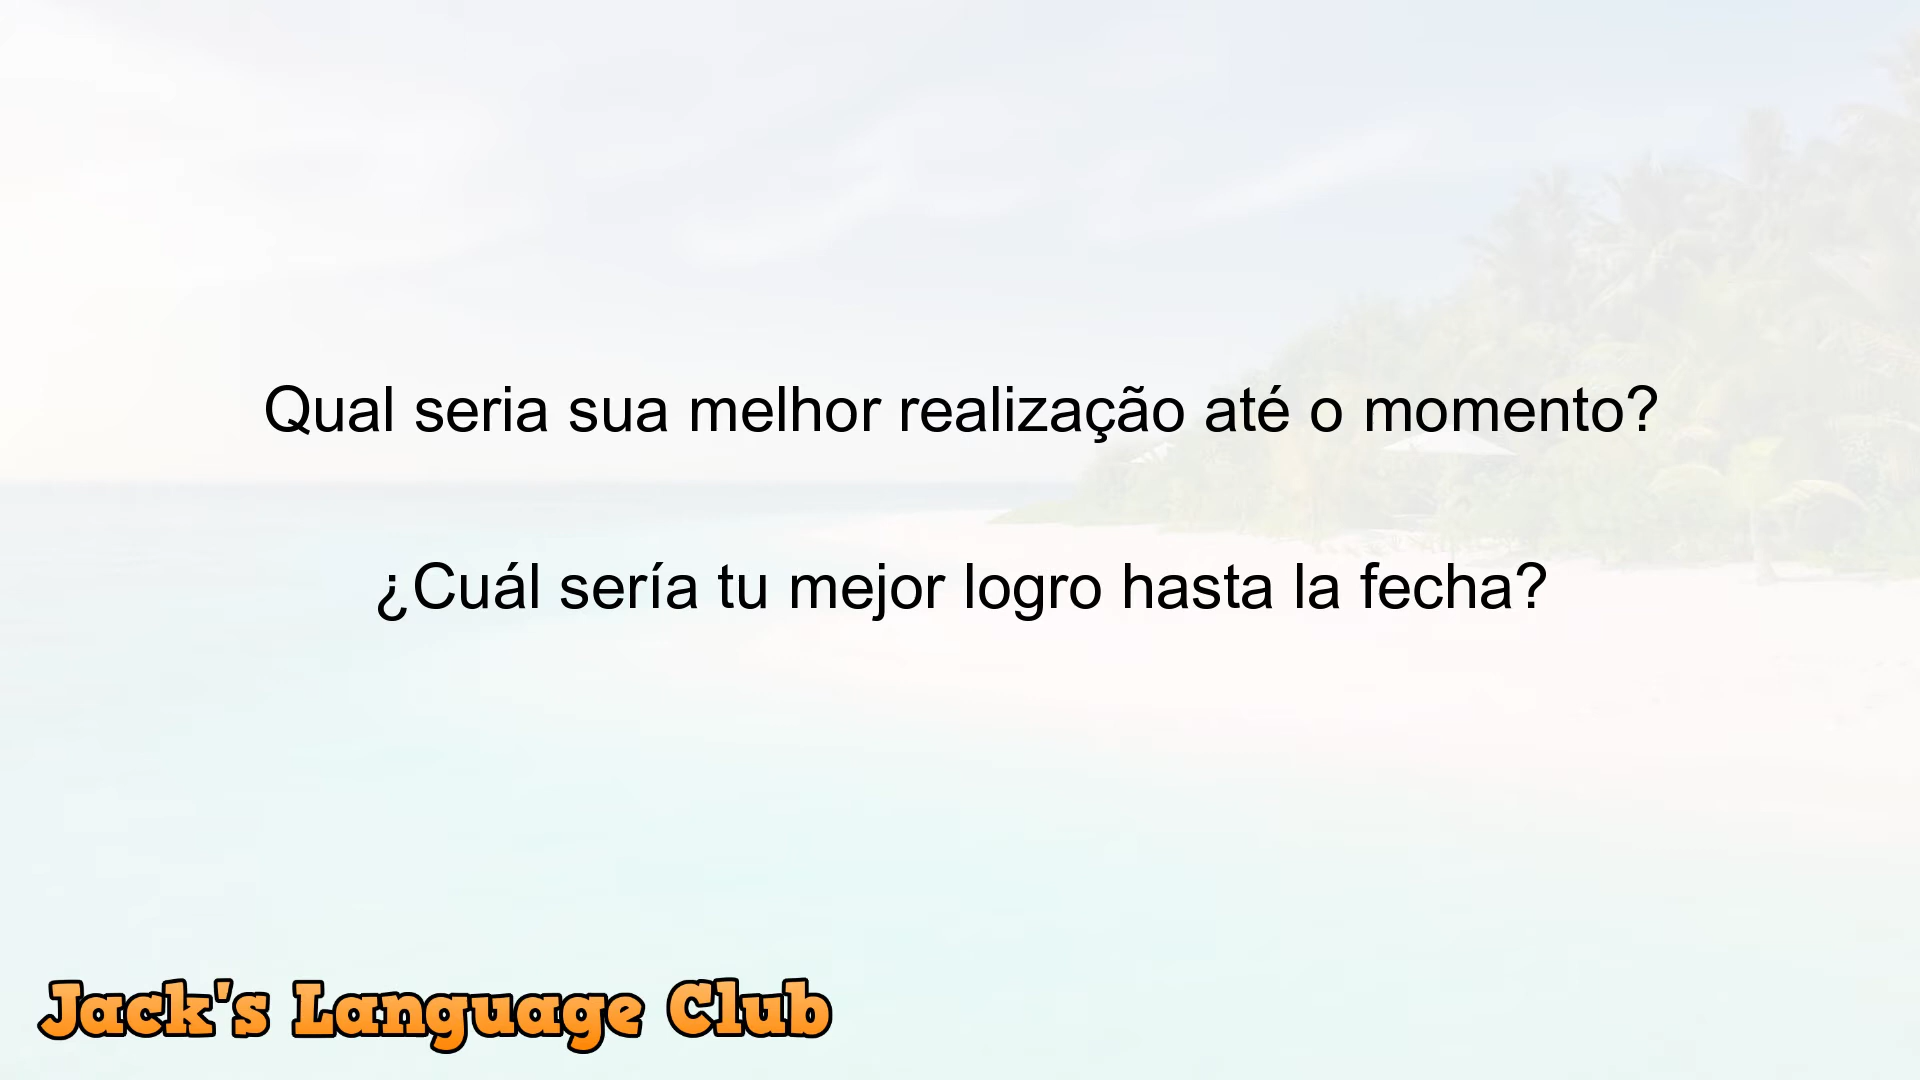 Qual seria sua melhor realização até o momento?
¿Cuál sería tu mejor logro hasta la fecha?
Jack's Language Club